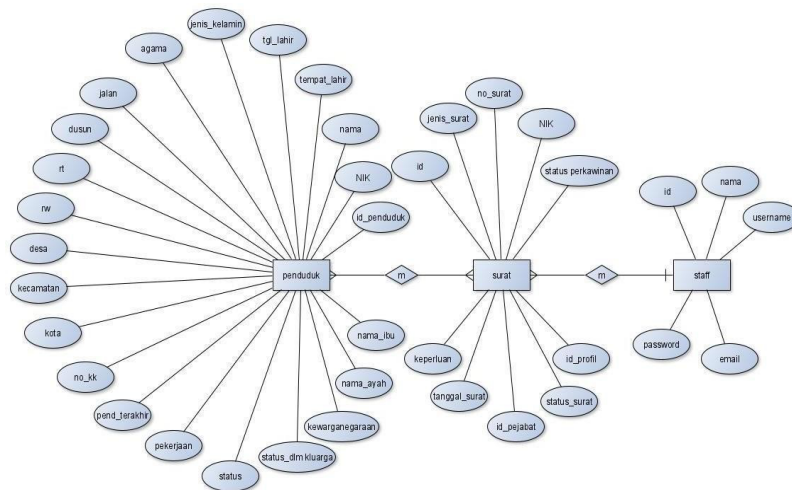 jenis_kelamin
agama
tgl_lahir
tempat_lahir
jalan
nama
dusun
NIK
rt
id_penduduk
rw
desa
penduduk
kecamatan
kota
nama_ibu
no_kk
nama_ayah
pend_terakhir
kewarganegaraan
pekerjaan
status_dlm kluarga
status
m
no_surat
jenis_surat
NIK
id
status perkawinan
surat
keperluan
id_profil
tanggal_surat
status_surat
id_pejabat
m
nama
id
username
staff
password
email